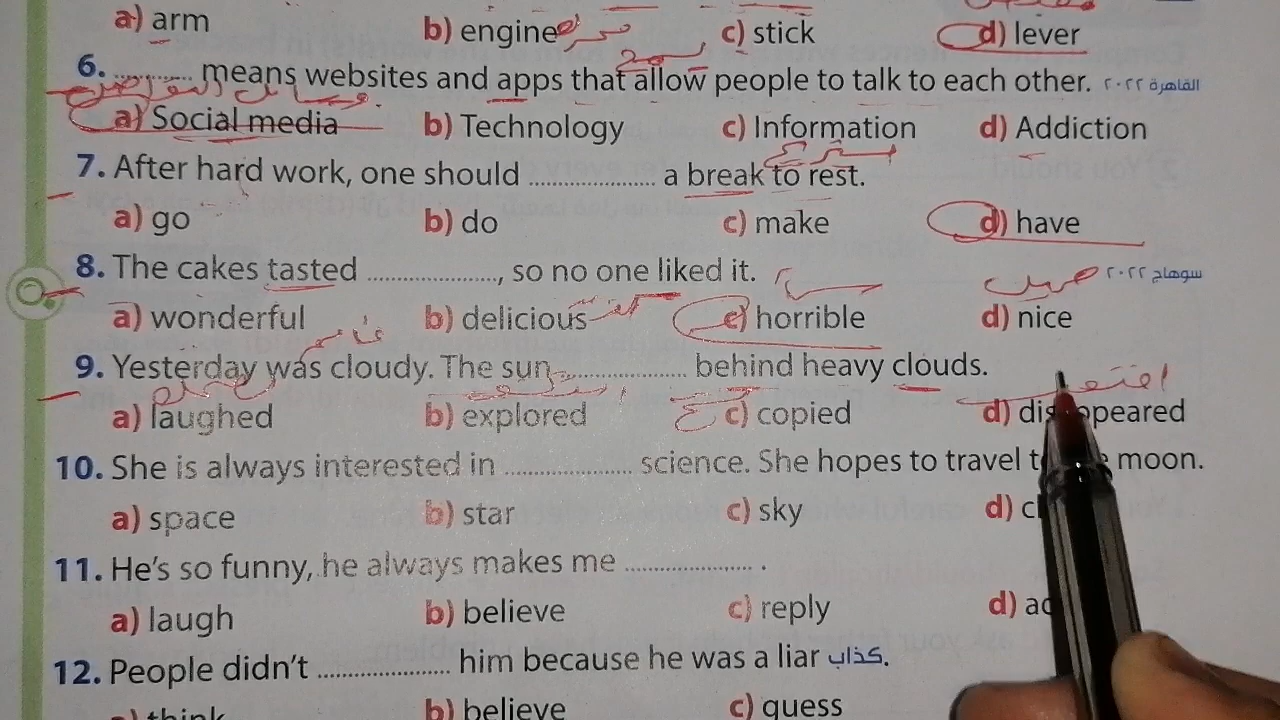 a) arm b) engine c) stick d) lever
6. .......... means websites and apps that allow people to talk to each other. القاهرة ٢٠٢٢
a) Social media b) Technology c) Information d) Addiction
7. After hard work, one should .......... a break to rest.
a) go b) do c) make d) have
8. The cakes tasted .........., so no one liked it. سوهاج ٢٠٢٢
a) wonderful b) delicious c) horrible d) nice
9. Yesterday was cloudy. The sun .......... behind heavy clouds.
a) laughed b) explored c) copied d) disappeared
10. She is always interested in .......... science. She hopes to travel moon.
a) space b) star c) sky d)
11. He's so funny, he always makes me .......... .
a) laugh b) believe c) reply d)
12. People didn't .......... him because he was a liar كذاب.
a) think b) believe c) guess